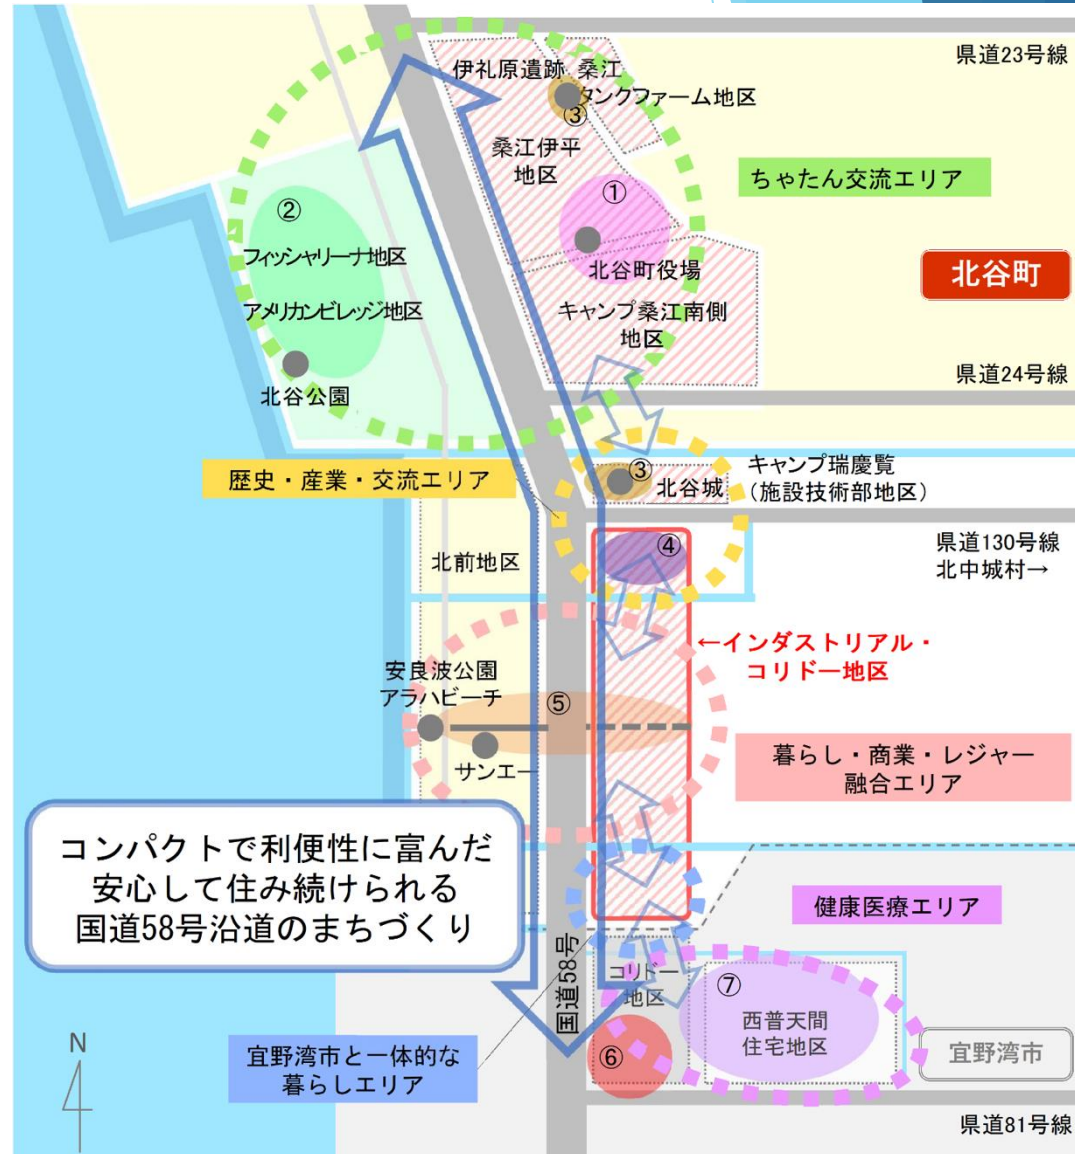 県道23号線
伊礼原遺跡 桑江
タンクファーム地区
③
桑江伊平
地区
ちゃたん交流エリア
①
②
フィッシャリーナ地区
北谷町役場
北谷町
アメリカンビレッジ地区
キャンプ桑江南側
地区
北谷公園
県道24号線
歴史・産業・交流エリア
③
北谷城
キャンプ瑞慶覧
(施設技術部地区)
④
県道130号線
北中城村→
北前地区
←インダストリアル・
コリドー地区
安良波公園
アラハビーチ
⑤
サンエー
暮らし・商業・レジャー
融合エリア
コンパクトで利便性に富んだ
安心して住み続けられる
国道58号沿道のまちづくり
健康医療エリア
国道58号
コリドー
地区
⑦
西普天間
住宅地区
⑥
宜野湾市
宜野湾市と一体的な
暮らしエリア
N
県道81号線